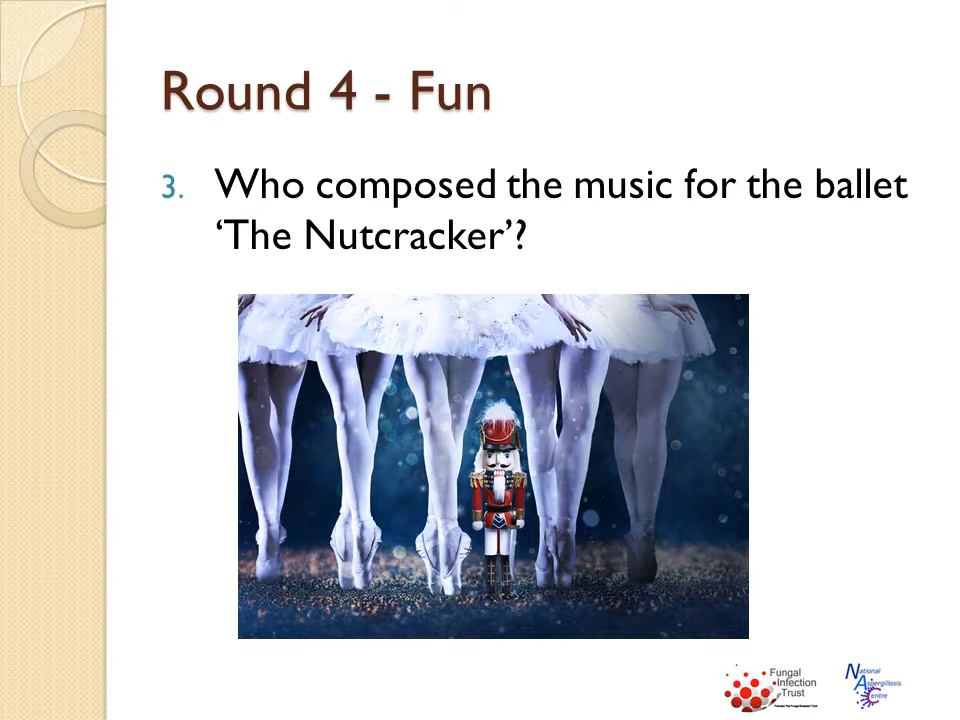 Round 4 - Fun
3. Who composed the music for the ballet
‘The Nutcracker’?
Fungal
Infection
Trust
National
Aspergillosis
Centre